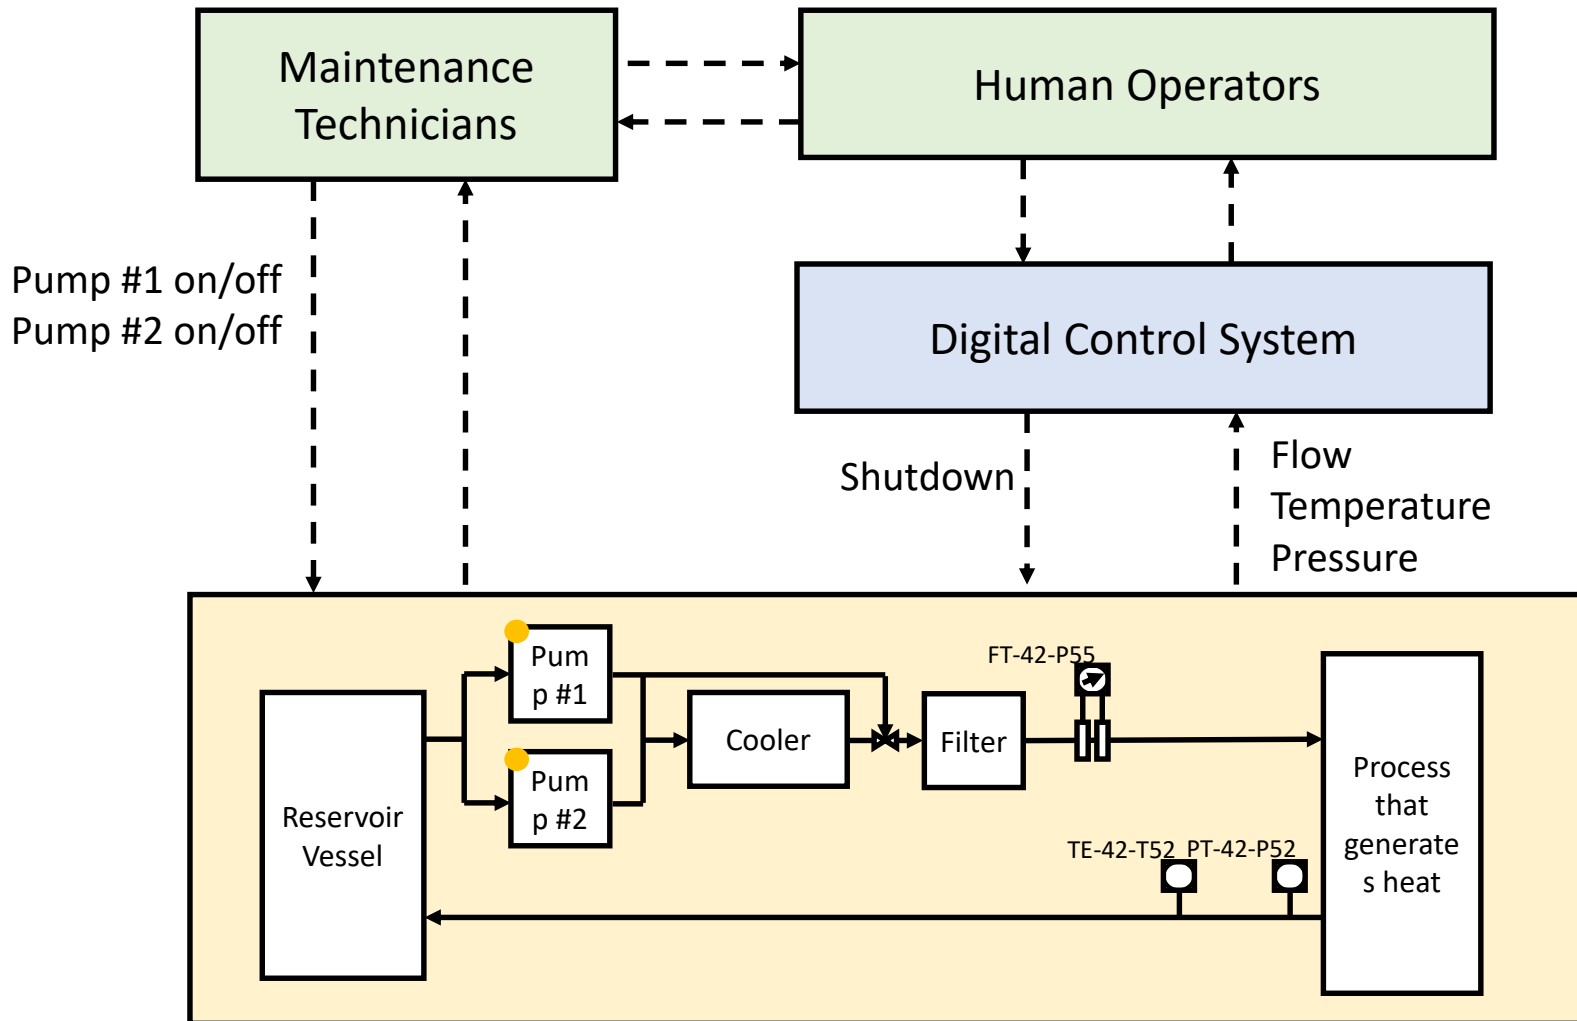 Maintenance
Technicians
Human Operators
Pump #1 on/off
Pump #2 on/off
Digital Control System
Shutdown
Flow
Temperature
Pressure
Pum
p #1
FT-42-P55
Cooler
Filter
Pum
p #2
Reservoir
Vessel
Process
that
generate
s heat
TE-42-T52
PT-42-P52